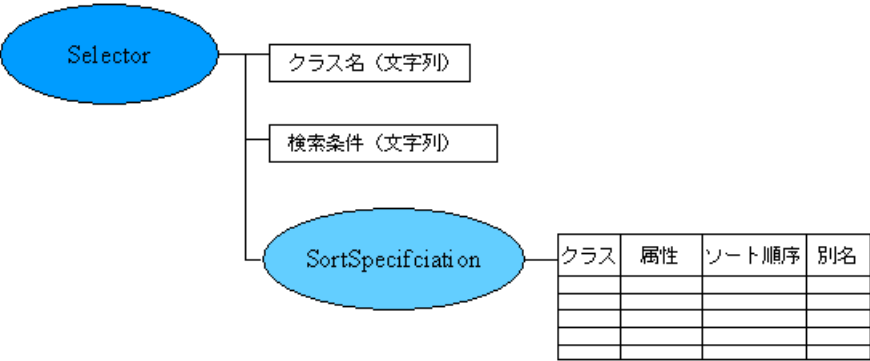 Selector
クラス名（文字列）
検索条件（文字列）
SortSpecifciation
クラス 属性 ソート順序 別名